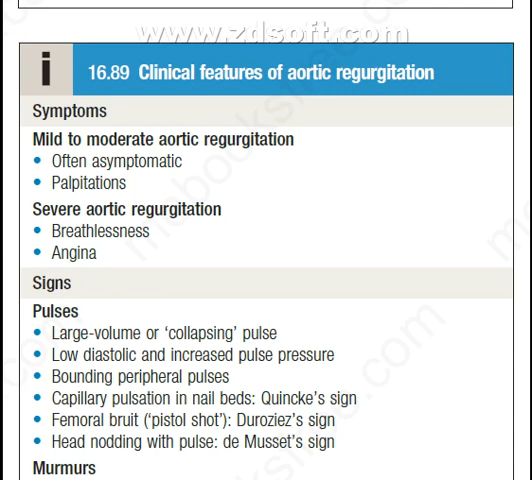 www.zdsoft.com
i 16.89 Clinical features of aortic regurgitation
Symptoms
Mild to moderate aortic regurgitation
• Often asymptomatic
• Palpitations
Severe aortic regurgitation
• Breathlessness
• Angina
Signs
Pulses
• Large-volume or ‘collapsing’ pulse
• Low diastolic and increased pulse pressure
• Bounding peripheral pulses
• Capillary pulsation in nail beds: Quincke’s sign
• Femoral bruit (‘pistol shot’): Duroziez’s sign
• Head nodding with pulse: de Musset’s sign
Murmurs